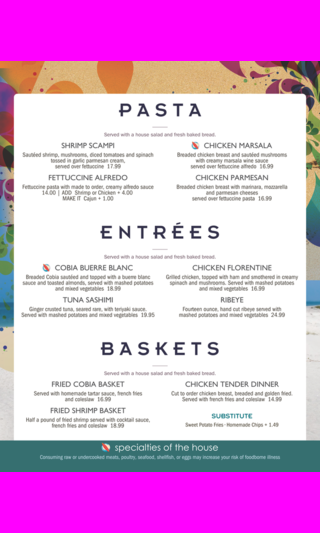 PASTA
Served with a house salad and fresh baked bread.
SHRIMP SCAMPI
Sautéed shrimp, mushrooms, diced tomatoes and spinach
tossed in garlic parmesan cream,
served over fettuccine 17.99
CHICKEN MARSALA
Breaded chicken breast and sautéed mushrooms
with creamy marsala wine sauce
served over fettuccine alfredo 16.99
FETTUCCINE ALFREDO
Fettuccine pasta with made to order, creamy alfredo sauce
14.00 | ADD Shrimp or Chicken + 4.00
MAKE IT Cajun + 1.00
CHICKEN PARMESAN
Breaded chicken breast with marinara, mozzarella
and parmesan cheeses
served over fettuccine pasta 16.99
ENTRÉES
Served with a house salad and fresh baked bread.
COBIA BUERRE BLANC
Breaded Cobia sautéed and topped with a buerre blanc
sauce and toasted almonds, served with mashed potatoes
and mixed vegetables 18.99
CHICKEN FLORENTINE
Grilled chicken, topped with ham and smothered in creamy
spinach and mushrooms. Served with mashed potatoes
and mixed vegetables 16.99
TUNA SASHIMI
Ginger crusted tuna, seared rare, with teriyaki sauce.
Served with mashed potatoes and mixed vegetables 19.95
RIBEYE
Fourteen ounce, hand cut ribeye served with
mashed potatoes and mixed vegetables 24.99
BASKETS
Served with a house salad and fresh baked bread.
FRIED COBIA BASKET
Served with homemade tartar sauce, french fries
and coleslaw 16.99
CHICKEN TENDER DINNER
Cut to order chicken breast, breaded and golden fried.
Served with french fries and coleslaw 14.99
FRIED SHRIMP BASKET
Half a pound of fried shrimp served with cocktail sauce,
french fries and coleslaw 18.99
SUBSTITUTE
Sweet Potato Fries · Homemade Chips + 1.49
specialties of the house
Consuming raw or undercooked meats, poultry, seafood, shellfish, or eggs may increase your risk of foodborne illness